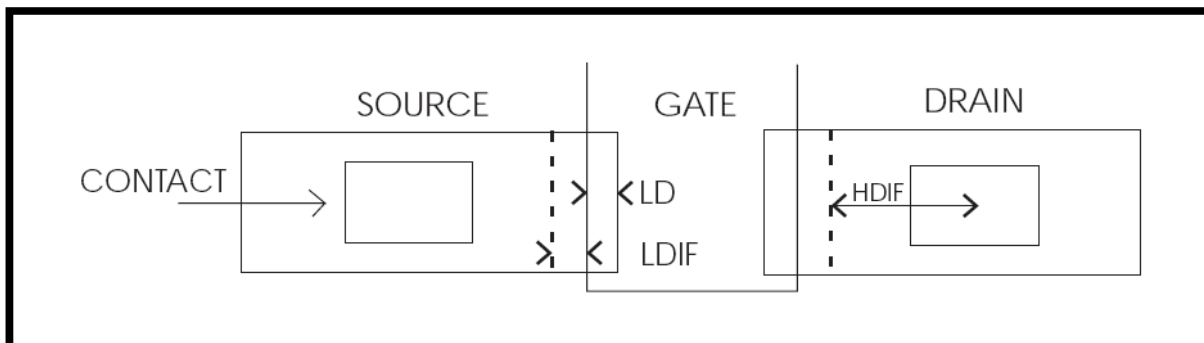 SOURCE
GATE
DRAIN
CONTACT
LD
HDIF
LDIF